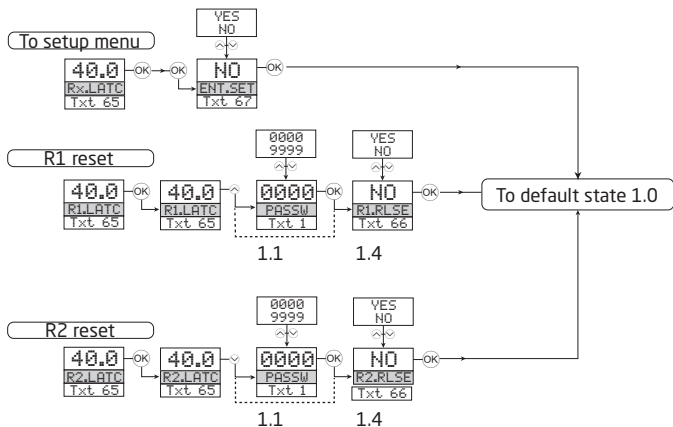 To setup menu
YES
NO
40.0
Rx.LATC
Txt 65
OK
OK
NO
ENT.SET
Txt 67
OK
R1 reset
40.0
R1.LATC
Txt 65
OK
40.0
R1.LATC
Txt 65
0000
9999
0000
PASSW
Txt 1
OK
YES
NO
NO
R1.RLSE
Txt 66
OK
To default state 1.0
1.1
1.4
R2 reset
40.0
R2.LATC
Txt 65
OK
40.0
R2.LATC
Txt 65
0000
9999
0000
PASSW
Txt 1
OK
YES
NO
NO
R2.RLSE
Txt 66
OK
1.1
1.4